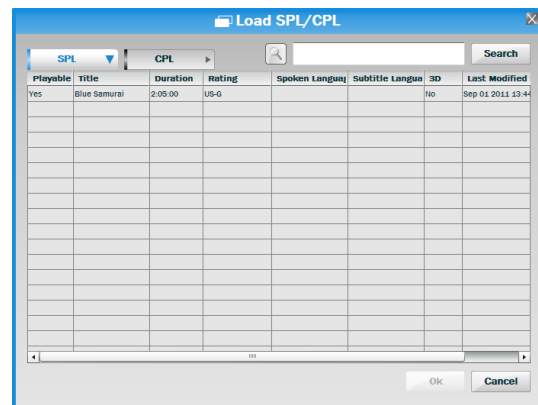 Load SPL/CPL
SPL CPL Search
Playable Title Duration Rating Spoken Languag Subtitle Langua 3D Last Modified
Yes Blue Samurai 2:05:00 US-G No Sep 01 2011 13:44
Ok Cancel